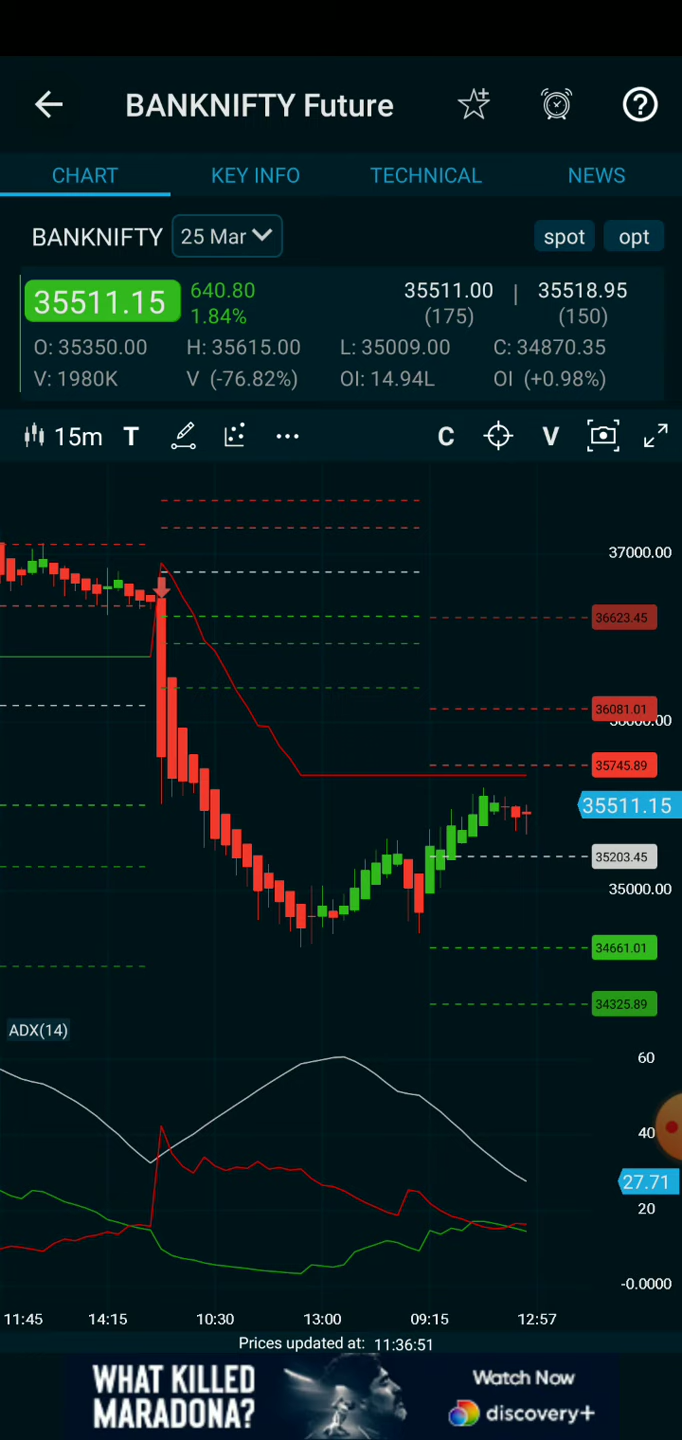 BANKNIFTY Future
CHART KEY INFO TECHNICAL NEWS
BANKNIFTY 25 Mar spot opt
35511.15 640.80 1.84% 35511.00 (175) | 35518.95 (150)
O: 35350.00 H: 35615.00 L: 35009.00 C: 34870.35
V: 1980K V (-76.82%) OI: 14.94L OI (+0.98%)
15m T C V
37000.00
36623.45
36081.01
35745.89
35511.15
35203.45
35000.00
34661.01
34325.89
ADX(14)
60
40
27.71
20
-0.0000
11:45 14:15 10:30 13:00 09:15 12:57
Prices updated at: 11:36:51
WHAT KILLED
MARADONA?
Watch Now
discovery+